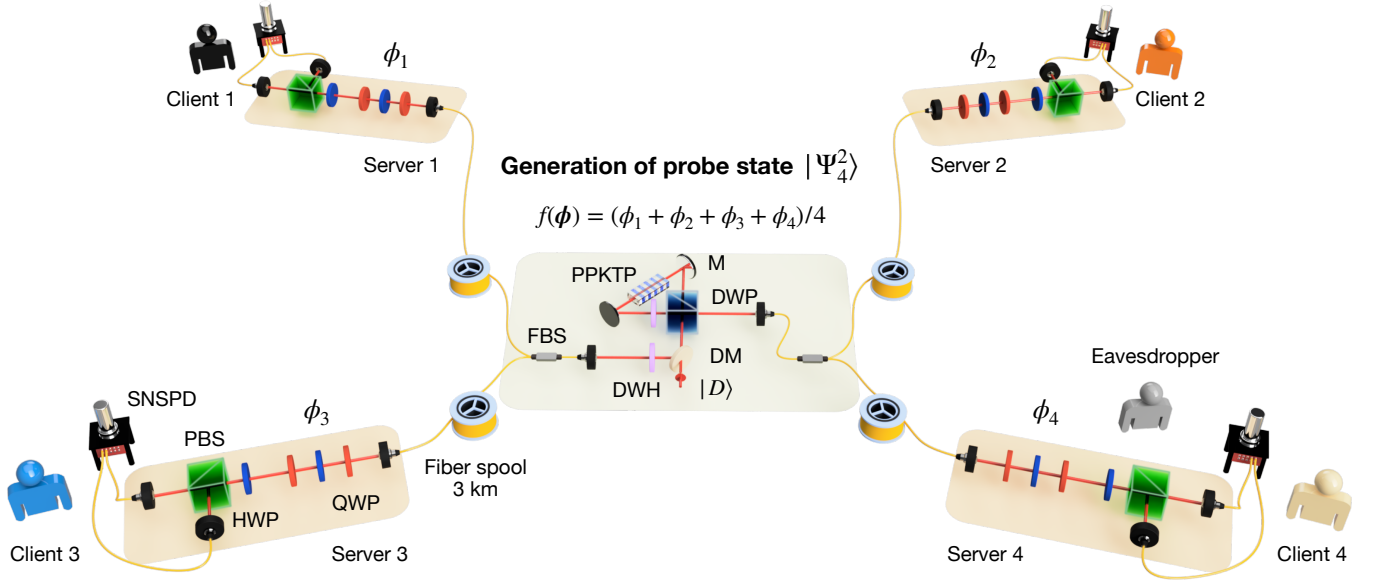 ϕ₁
Client 1
Server 1
ϕ₂
Client 2
Server 2
Generation of probe state |Ψ₄²⟩
f(ϕ) = (ϕ₁ + ϕ₂ + ϕ₃ + ϕ₄)/4
M
PPKTP
DWP
FBS
DM
DWH
|D⟩
Eavesdropper
SNSPD
ϕ₃
PBS
HWP
QWP
Fiber spool
3 km
Client 3
Server 3
ϕ₄
Server 4
Client 4